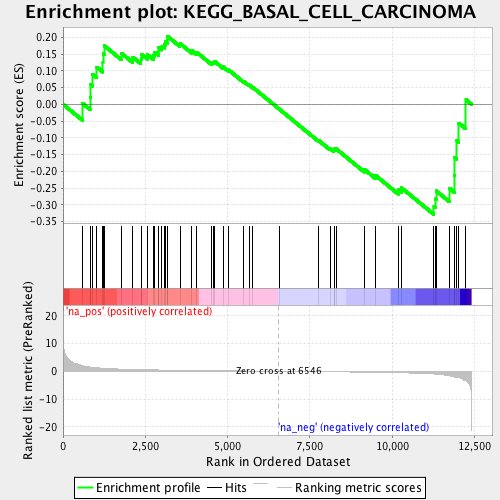 Enrichment plot: KEGG_BASAL_CELL_CARCINOMA
Enrichment score (ES)
0.20
0.15
0.10
0.05
0.00
-0.05
-0.10
-0.15
-0.20
-0.25
-0.30
-0.35
'na_pos' (positively correlated)
Ranked list metric (PreRanked)
20
10
0
-10
-20
Zero cross at 6546
'na_neg' (negatively correlated)
0
2,500
5,000
7,500
10,000
12,500
Rank in Ordered Dataset
Enrichment profile
Hits
Ranking metric scores